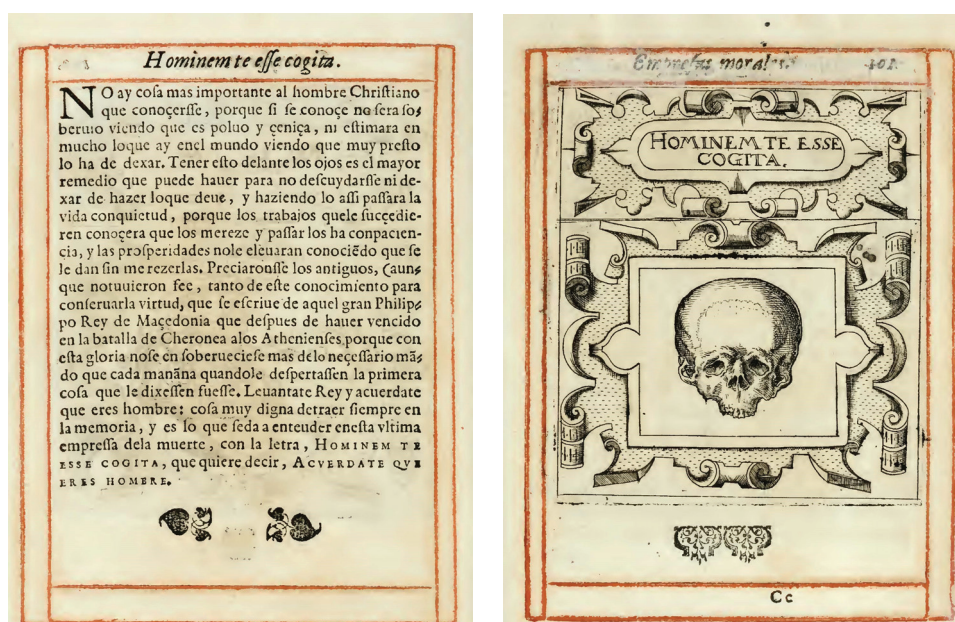 Hominem te eſſe cogita.
NO ay coſa mas importante al hombre Chriſtiano
que conoçerſſe, porque ſi ſe conoçe no ſera ſo⸗
beruio viendo que es poluo y çeniça, ni eſtimara en
mucho loque ay enel mundo viendo que muy preſto
lo ha de dexar. Tener eſto delante los ojos es el mayor
remedio que puede hauer para no deſcuydarſſe ni de-
xar de hazer loque deue, y haziendo lo aſſi paſſara la
vida conquietud, porque los trabajos quele ſucçedie-
ren conoçera que los mereze y paſſar los ha conpacien-
cia, y las proſperidades nole eleuaran conociẽdo que ſe
le dan ſin merezerlas. Preciaronſſe los antiguos, (aun⸗
que notuuieron fee, tanto de eſte conocimiento para
conſeruarla virtud, que ſe eſcriue de aquel gran Philip⸗
po Rey de Maçedonia que deſpues de hauer vencido
en la batalla de Cheronea alos Athenienſes, porque con
eſta gloria noſe en ſoberuecieſe mas delo neçeſſario mã⸗
do que cada manãna quandole deſpertaſſen la primera
coſa que le dixeſſen fueſſe. Leuantate Rey y acuerdate
que eres hombre: coſa muy digna detraer ſiempre en
la memoria, y es lo que ſeda a enteuder eneſta vltima
empreſſa dela muerte, con la letra, HOMINEM TE
ESSE COGITA, que quiere decir, ACVERDATE QVE
ERES HOMBRE.
Empreſas morales. 101
HOMINEM TE ESSE
COGITA.
Cc